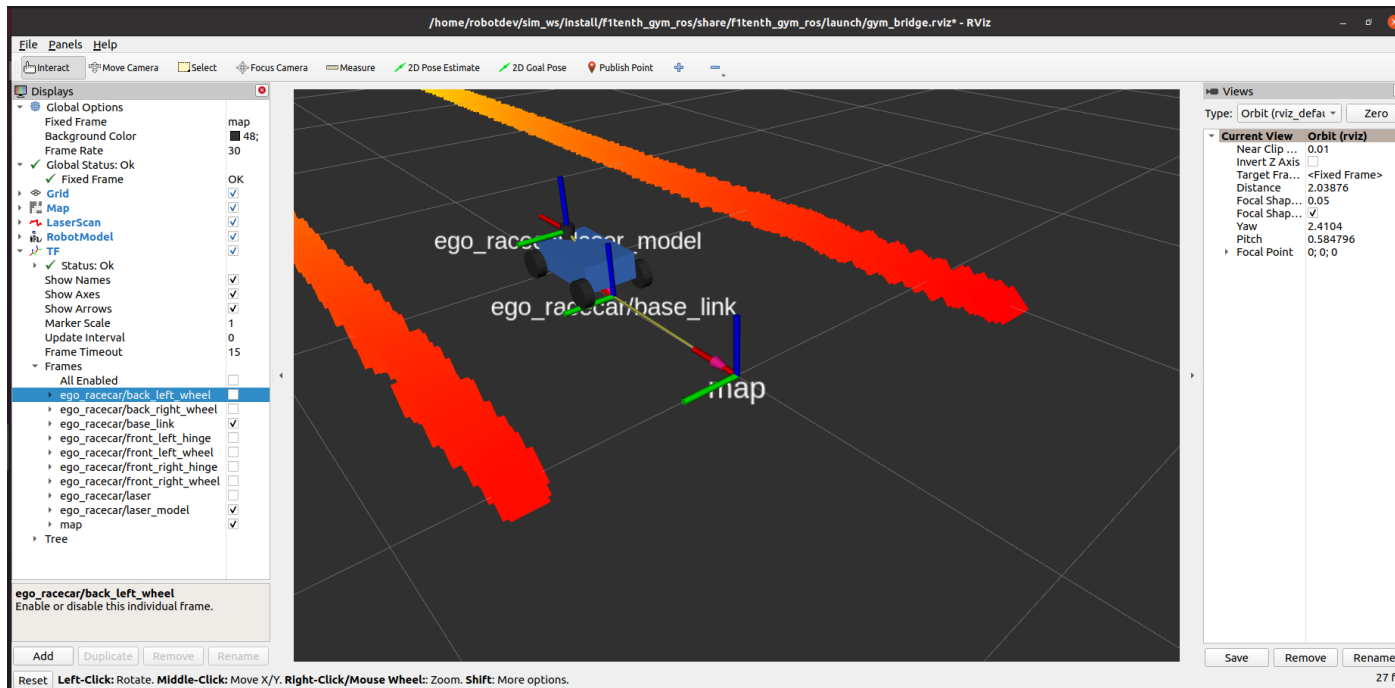 /home/robotdev/sim_ws/install/f1tenth_gym_ros/share/f1tenth_gym_ros/launch/gym_bridge.rviz* - RViz
File Panels Help
Interact Move Camera Select Focus Camera Measure 2D Pose Estimate 2D Goal Pose Publish Point
Displays
Global Options
Fixed Frame map
Background Color 48;
Frame Rate 30
Global Status: Ok
Fixed Frame OK
Grid
Map
LaserScan
RobotModel
TF
Status: Ok
Show Names
Show Axes
Show Arrows
Marker Scale 1
Update Interval 0
Frame Timeout 15
Frames
All Enabled
ego_racecar/back_left_wheel
ego_racecar/back_right_wheel
ego_racecar/base_link
ego_racecar/front_left_hinge
ego_racecar/front_left_wheel
ego_racecar/front_right_hinge
ego_racecar/front_right_wheel
ego_racecar/laser
ego_racecar/laser_model
map
Tree
ego_racecar/back_left_wheel
Enable or disable this individual frame.
Add Duplicate Remove Rename
Reset Left-Click: Rotate. Middle-Click: Move X/Y. Right-Click/Mouse Wheel:: Zoom. Shift: More options.
ego_racecar/laser_model
ego_racecar/base_link
map
Views
Type: Orbit (rviz_defau Zero
Current View Orbit (rviz)
Near Clip ... 0.01
Invert Z Axis
Target Fra... <Fixed Frame>
Distance 2.03876
Focal Shap... 0.05
Focal Shap...
Yaw 2.4104
Pitch 0.584796
Focal Point 0; 0; 0
Save Remove Rename
27 f